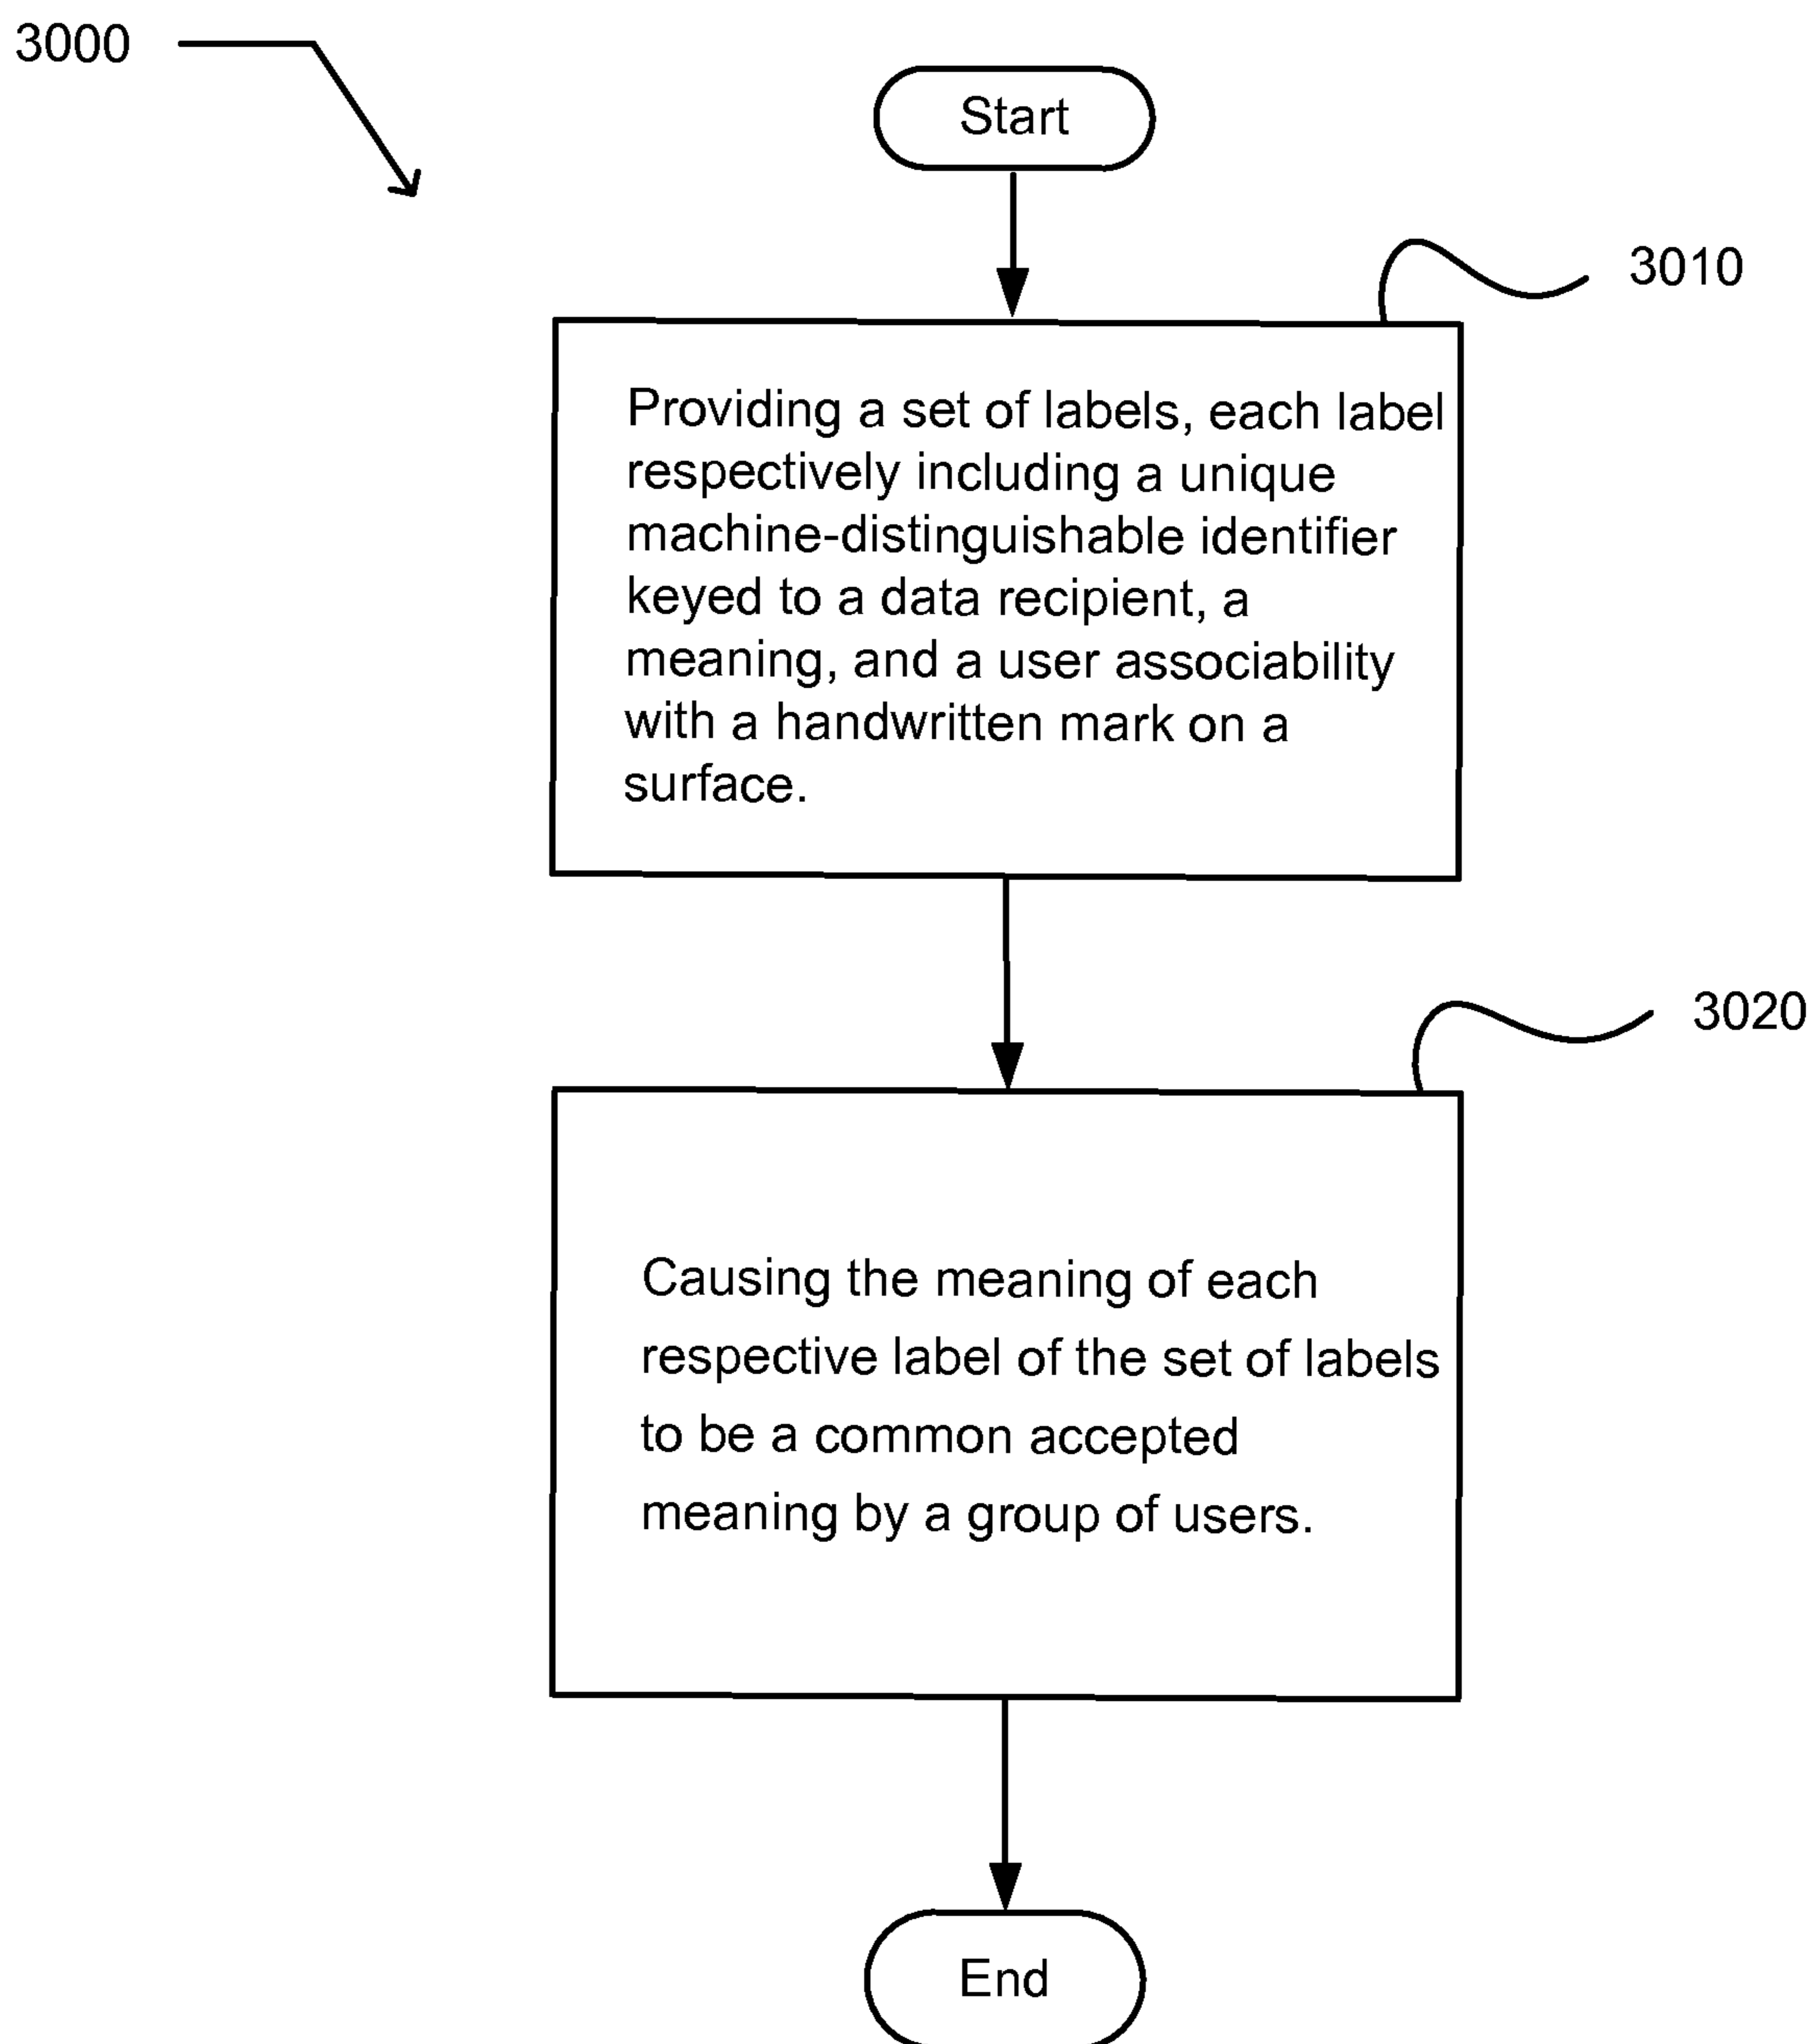 3000
Start
3010
Providing a set of labels, each label
respectively including a unique
machine-distinguishable identifier
keyed to a data recipient, a
meaning, and a user associability
with a handwritten mark on a
surface.
3020
Causing the meaning of each
respective label of the set of labels
to be a common accepted
meaning by a group of users.
End